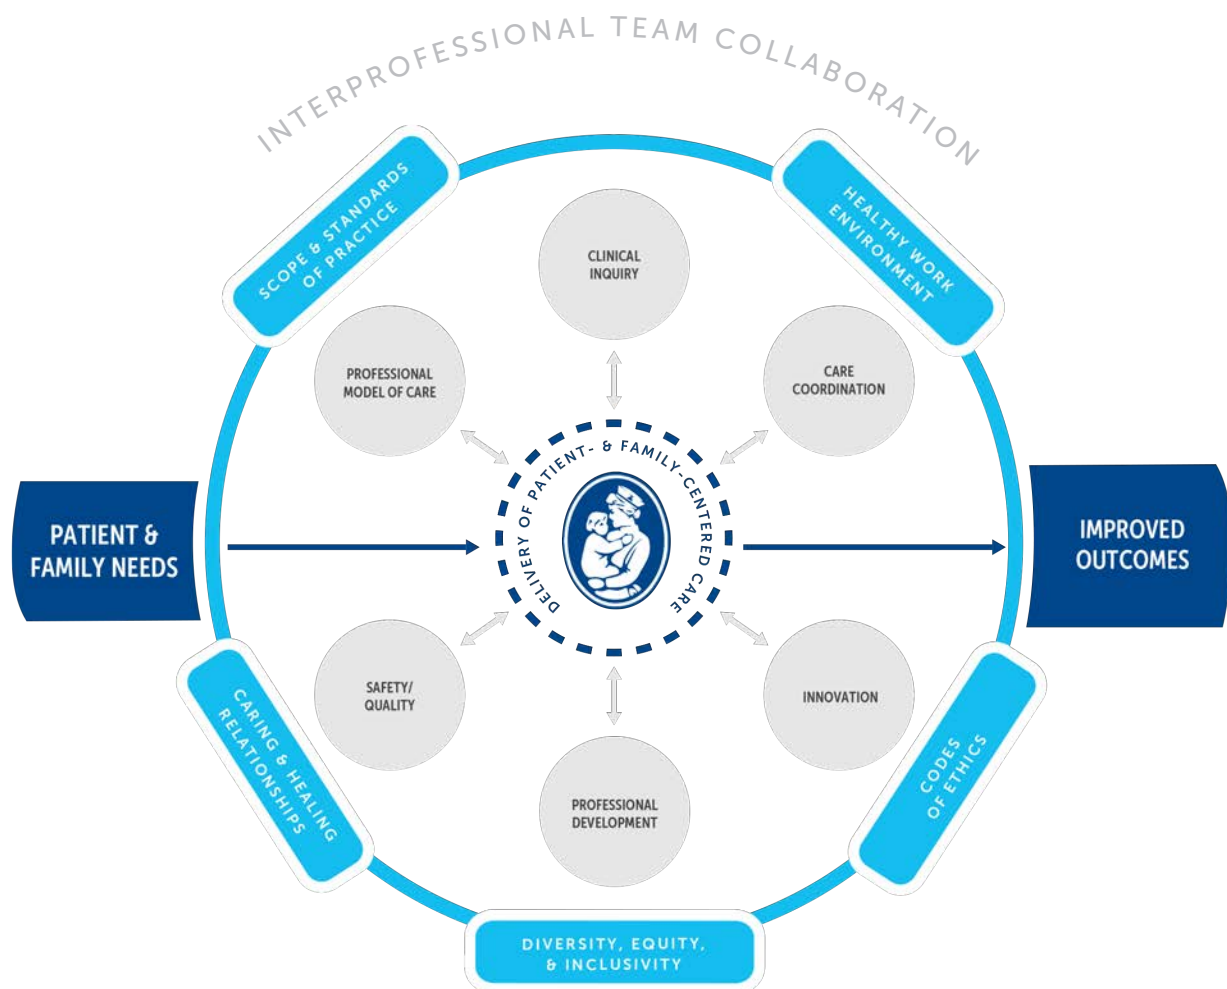 INTERPROFESSIONAL TEAM COLLABORATION
SCOPE & STANDARDS
OF PRACTICE
HEALTHY WORK
ENVIRONMENT
CLINICAL
INQUIRY
PROFESSIONAL
MODEL OF CARE
CARE
COORDINATION
DELIVERY OF PATIENT- & FAMILY-CENTERED CARE
PATIENT &
FAMILY NEEDS
IMPROVED
OUTCOMES
SAFETY/
QUALITY
INNOVATION
CARING & HEALING
RELATIONSHIPS
CODES
OF ETHICS
PROFESSIONAL
DEVELOPMENT
DIVERSITY, EQUITY,
& INCLUSIVITY